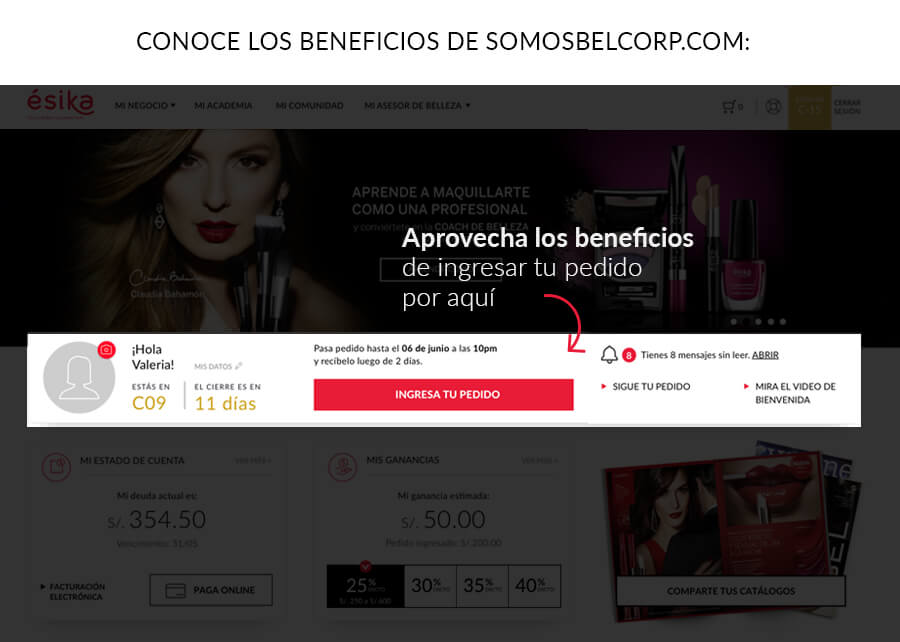 CONOCE LOS BENEFICIOS DE SOMOSBELCORP.COM:
ésika
MI NEGOCIO
MI ACADEMIA
MI COMUNIDAD
MI ASESOR DE BELLEZA
0
C-15
CERRAR
SESIÓN
APRENDE A MAQUILLARTE
COMO UNA PROFESIONAL
y conviértete en la COACH DE BELLEZA
Aprovecha los beneficios
de ingresar tu pedido
por aquí
Claudia Bahamón
Claudia Bahamón
ésika
¡Hola
Valeria!
MIS DATOS
ESTÁS EN
C09
EL CIERRE ES EN
11 días
Pasa pedido hasta el 06 de junio a las 10pm
y recíbelo luego de 2 días.
INGRESA TU PEDIDO
8 Tienes 8 mensajes sin leer. ABRIR
SIGUE TU PEDIDO
MIRA EL VIDEO DE
BIENVENIDA
MI ESTADO DE CUENTA
VER MÁS >
Mi deuda actual es:
S/. 354.50
Vencimiento: 31/05
FACTURACIÓN
ELECTRÓNICA
PAGA ONLINE
MIS GANANCIAS
VER MÁS >
Mi ganancia estimada:
S/. 50.00
Pedido ingresado: S/ 200.00
25% DSCTO
S/. 250 a S/ 600
30% DSCTO
35% DSCTO
40% DSCTO
COMPARTE TUS CATÁLOGOS